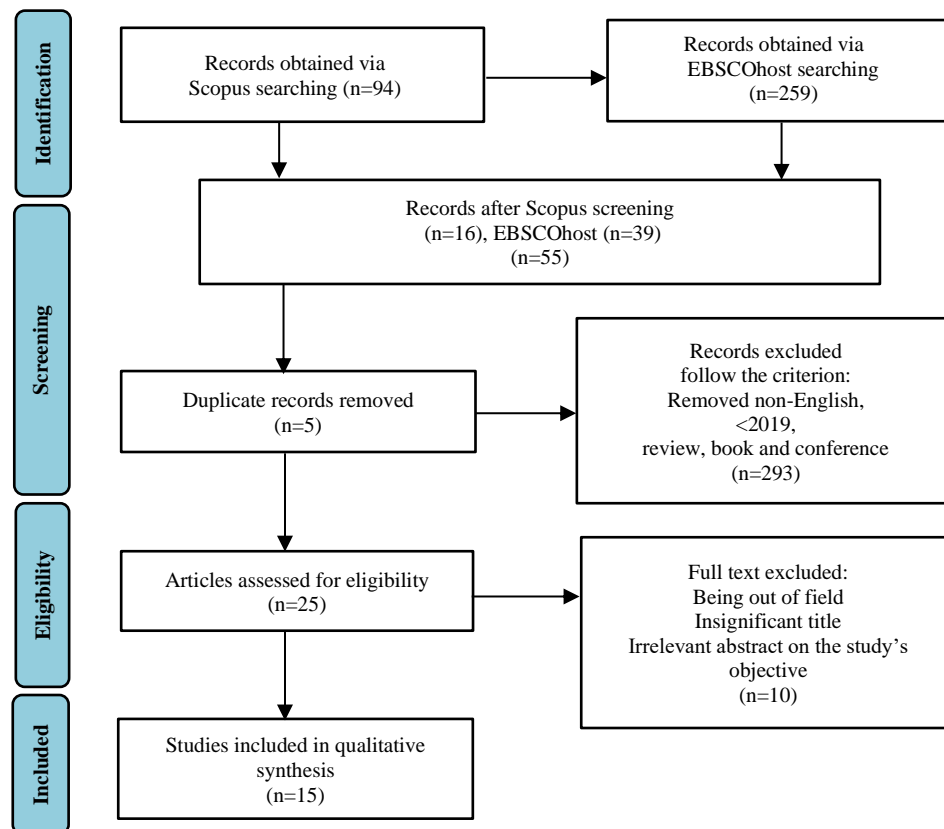 Identification
Records obtained via
Scopus searching (n=94)
Records obtained via
EBSCOhost searching
(n=259)
Screening
Records after Scopus screening
(n=16), EBSCOhost (n=39)
(n=55)
Duplicate records removed
(n=5)
Records excluded
follow the criterion:
Removed non-English,
<2019,
review, book and conference
(n=293)
Eligibility
Articles assessed for eligibility
(n=25)
Full text excluded:
Being out of field
Insignificant title
Irrelevant abstract on the study's
objective
(n=10)
Included
Studies included in qualitative
synthesis
(n=15)